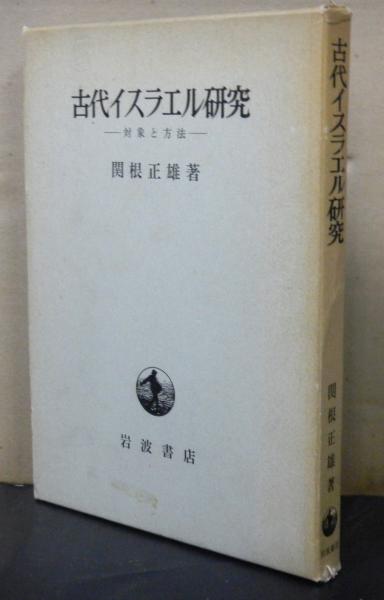 古代イスラエル研究
―対象と方法―
関根正雄著
岩波書店
古代イスラエル研究
関根正雄著